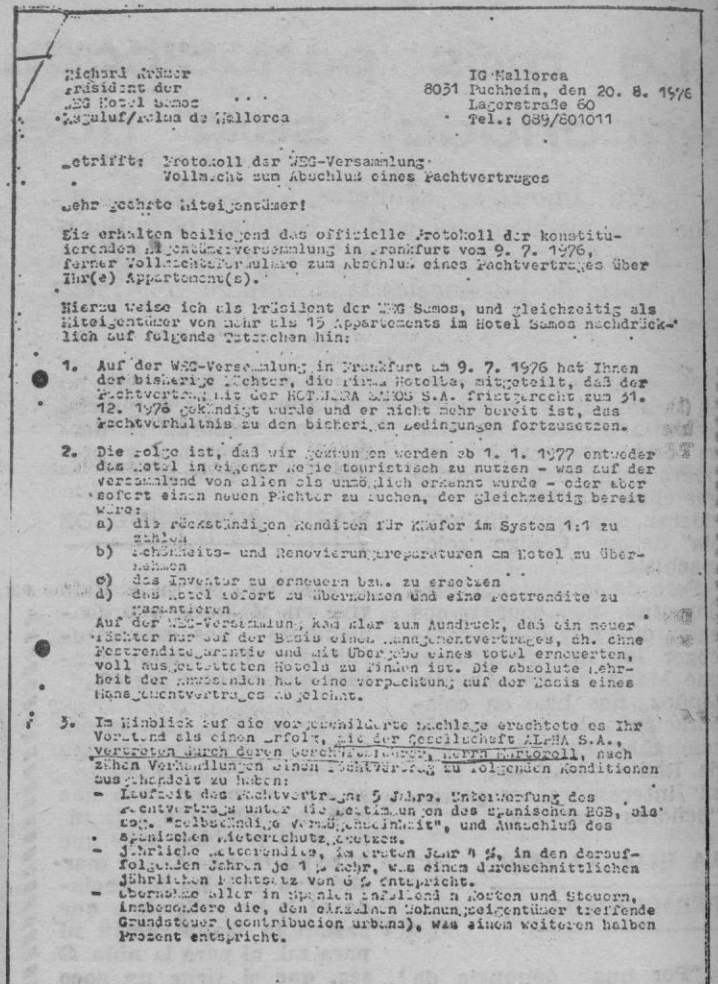 Richard Krämer
Präsident der
WEG Hotel Samos
Magaluf/Palma de Mallorca
IG Mallorca
8031 Puchheim, den 20. 8. 1976
Lagerstraße 60
Tel.: 089/801011
Betrifft: Protokoll der WEG-Versammlung
Vollmacht zum Abschluß eines Pachtvertrages
Sehr geehrte Miteigentümer!
Sie erhalten beiliegend das offizielle Protokoll der konstitu-
ierenden Eigentümerversammlung in Frankfurt vom 9. 7. 1976,
ferner Vollmachtsformulare zum Abschluß eines Pachtvertrages über
Ihr(e) Appartement(s).
Hierzu weise ich als Präsident der WEG Samos, und gleichzeitig als
Miteigentümer von mehr als 15 Appartements im Hotel Samos nachdrück-
lich auf folgende Tatsachen hin:
1. Auf der WEG-Versammlung in Frankfurt am 9. 7. 1976 hat Ihnen
der bisherige Pächter, die Firma Hotelba, mitgeteilt, daß der
Pachtvertrag mit der SAMOS S.A. fristgerecht zum 31.
12. 1976 gekündigt wurde und er nicht mehr bereit ist, das
Pachtverhältnis zu den bisherigen Bedingungen fortzusetzen.
2. Die Folge ist, daß wir gezwungen werden ab 1. 1. 1977 entweder
das Hotel in eigener Regie touristisch zu nutzen - was auf der
Versammlund von allen als unmöglich erkannt wurde - oder aber
sofort einen neuen Pächter zu suchen, der gleichzeitig bereit
wäre:
a) die rückständigen Renditen für Käufer im System 1:1 zu
zahlen
b) Schönheits- und Renovierungsreparaturen am Hotel zu über-
nehmen
c) das Inventar zu erneuern bzw. zu ersetzen
d) das Hotel sofort zu übernehmen und eine Festrendite zu
garantieren.
Auf der WEG-Versammlung kam klar zum Ausdruck, daß ein neuer
Pächter nur auf der Basis eines Managementvertrages, dh. ohne
Festrenditegarantie und mit Übergabe eines total erneuerten,
voll ausgestatteten Hotels zu finden ist. Die absolute Mehr-
heit der Anwesenden hat eine Verpachtung auf der Basis eines
Managementvertrages abgelehnt.
3. Im Hinblick auf die vorgeschilderte Sachlage erachtete es Ihr
Vorstand als einen Erfolg, mit der Gesellschaft ALPHA S.A.,
vertreten durch deren Geschäftsführer, Herrn Martorell, nach
zähen Verhandlungen einen Pachtvertrag zu folgenden Konditionen
ausgehandelt zu haben:
- Laufzeit des Pachtvertrags: 5 Jahre. Unterwerfung des
Pachtvertrags unter die Bestimmungen des spanischen BGB, als
sog. "selbständige Vermögenseinheit", und Ausschluß des
spanischen Mieterschutzgesetzes.
- jährliche Nettorendite, im ersten Jahr 4 %, in den darauf-
folgenden Jahren je 1 % mehr, was einem durchschnittlichen
jährlichen Pachtsatz von 6 % entspricht.
- Übernahme aller in Spanien anfallenden Kosten und Steuern,
insbesondere die, den einzelnen Wohnungseigentümer treffende
Grundsteuer (contribucion urbana), was einem weiteren halben
Prozent entspricht.